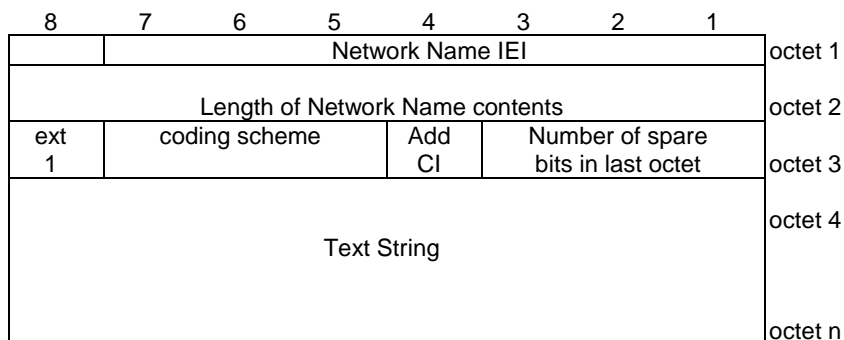 8 7 6 5 4 3 2 1
Network Name IEI octet 1
Length of Network Name contents octet 2
ext coding scheme Add Number of spare
1 CI bits in last octet octet 3
octet 4
Text String
octet n